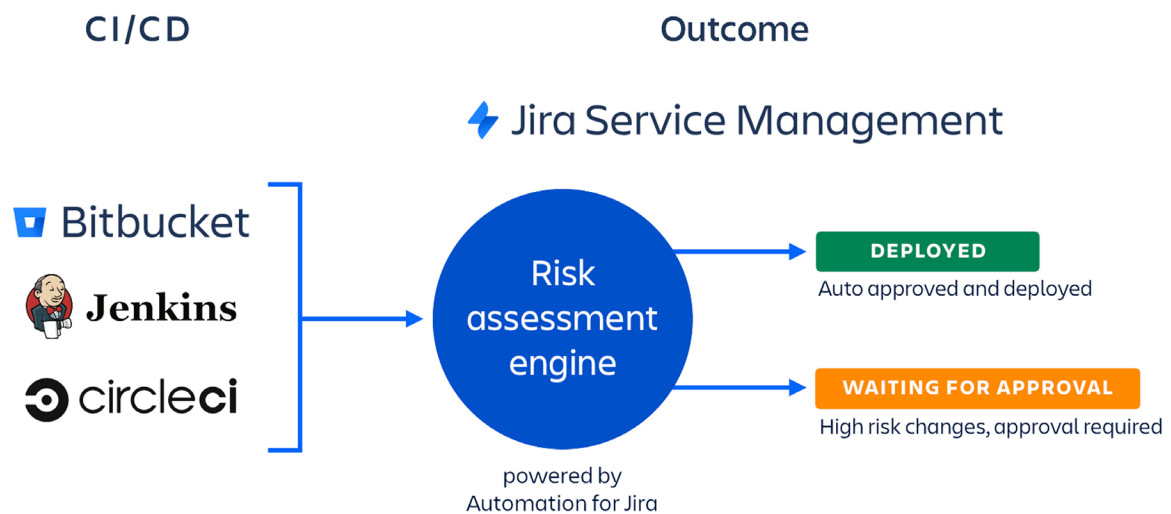 CI/CD
Outcome
Jira Service Management
Bitbucket
Jenkins
circleci
Risk
assessment
engine
powered by
Automation for Jira
DEPLOYED
Auto approved and deployed
WAITING FOR APPROVAL
High risk changes, approval required